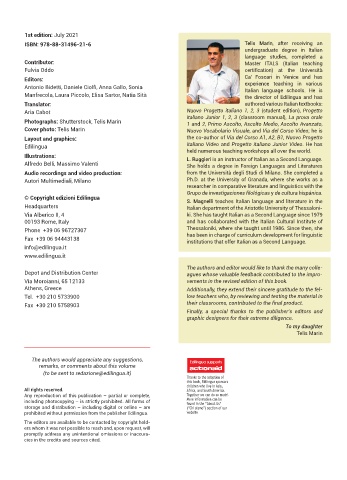 1st edition: July 2021
ISBN: 978-88-31496-21-6
Contributor:
Fulvia Oddo
Editors:
Antonio Bidetti, Daniele Ciolfi, Anna Gallo, Sonia
Manfrecola, Laura Piccolo, Elisa Sartor, Natia Sità
Translator:
Aria Cabot
Photographs: Shutterstock, Telis Marin
Cover photo: Telis Marin
Layout and graphics:
Edilingua
Illustrations:
Alfredo Belli, Massimo Valenti
Audio recordings and video production:
Autori Multimediali, Milano
© Copyright edizioni Edilingua
Headquarters
Via Alberico II, 4
00193 Rome, Italy
Phone +39 06 96727307
Fax +39 06 94443138
info@edilingua.it
www.edilingua.it
Depot and Distribution Center
Via Moroianni, 65 12133
Athens, Greece
Tel. +30 210 5733900
Fax +30 210 5758903
The authors would appreciate any suggestions,
remarks, or comments about this volume
(to be sent to redazione@edilingua.it)
All rights reserved.
Any reproduction of this publication – partial or complete,
including photocopying – is strictly prohibited. All forms of
storage and distribution – including digital or online – are
prohibited without permission from the publisher Edilingua.
The editors are available to be contacted by copyright hold-
ers whom it was not possible to reach and, upon request, will
promptly address any unintentional omissions or inaccura-
cies in the credits and sources cited.
Telis Marin, after receiving an
undergraduate degree in Italian
language studies, completed a
Master ITALS (Italian teaching
certification) at the Università
Ca' Foscari in Venice and has
experience teaching in various
Italian language schools. He is
the director of Edilingua and has
authored various Italian textbooks:
Nuovo Progetto italiano 1, 2, 3 (student edition), Progetto
italiano Junior 1, 2, 3 (classroom manual), La prova orale
1 and 2, Primo Ascolto, Ascolto Medio, Ascolto Avanzato,
Nuovo Vocabolario Visuale, and Via del Corso Video; he is
the co-author of Via del Corso A1, A2, B1, Nuovo Progetto
italiano Video and Progetto italiano Junior Video. He has
held numerous teaching workshops all over the world.
L. Ruggieri is an instructor of Italian as a Second Language.
She holds a degree in Foreign Languages and Literatures
from the Università degli Studi di Milano. She completed a
Ph.D. at the University of Granada, where she works as a
researcher in comparative literature and linguistics with the
Grupo de investigaciones filológicas y de cultura hispánica.
S. Magnelli teaches Italian language and literature in the
Italian department of the Aristotle University of Thessaloni-
ki. She has taught Italian as a Second Language since 1979
and has collaborated with the Italian Cultural Institute of
Thessaloniki, where she taught until 1986. Since then, she
has been in charge of curriculum development for linguistic
institutions that offer Italian as a Second Language.
The authors and editor would like to thank the many colle-
agues whose valuable feedback contributed to the impro-
vements in the revised edition of this book.
Additionally, they extend their sincere gratitude to the fel-
low teachers who, by reviewing and testing the material in
their classrooms, contributed to the final product.
Finally, a special thanks to the publisher's editors and
graphic designers for their extreme diligence.
To my daughter
Telis Marin
Edilingua supports
actionaid
Thanks to the adoption of
this book, Edilingua sponsors
children who live in Asia,
Africa, and South America.
Together we can do so much!
More information can be
found in the "About Us"
("Chi siamo") section of our
website.